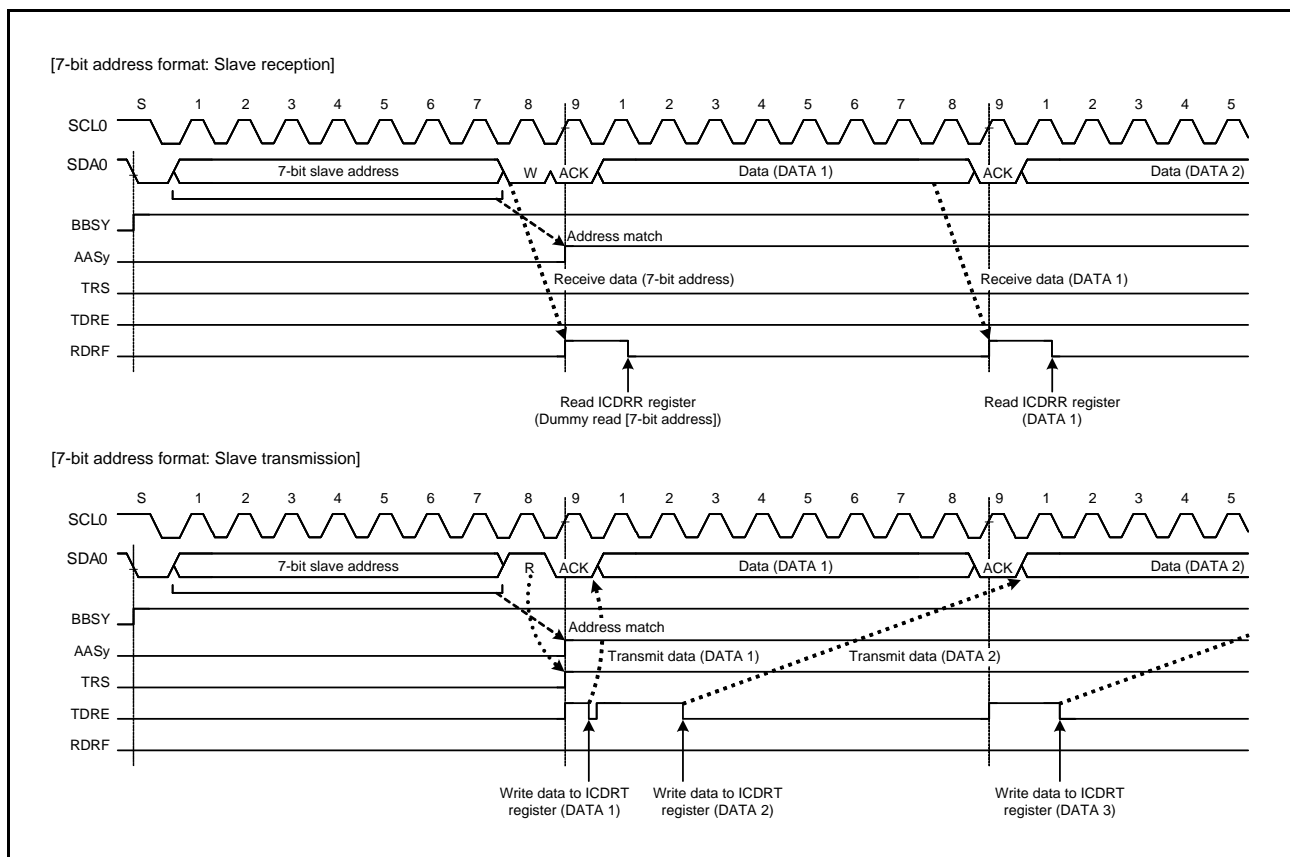 [7-bit address format: Slave reception]
S 1 2 3 4 5 6 7 8 9 1 2 3 4 5 6 7 8 9 1 2 3 4 5
SCL0
SDA0 7-bit slave address W ACK Data (DATA 1) ACK Data (DATA 2)
BBSY
Address match
AASy
Receive data (7-bit address) Receive data (DATA 1)
TRS
TDRE
RDRF
Read ICDRR register Read ICDRR register
(Dummy read [7-bit address]) (DATA 1)
[7-bit address format: Slave transmission]
S 1 2 3 4 5 6 7 8 9 1 2 3 4 5 6 7 8 9 1 2 3 4 5
SCL0
SDA0 7-bit slave address R ACK Data (DATA 1) ACK Data (DATA 2)
BBSY
Address match
AASy
Transmit data (DATA 1) Transmit data (DATA 2)
TRS
TDRE
RDRF
Write data to ICDRT Write data to ICDRT Write data to ICDRT
register (DATA 1) register (DATA 2) register (DATA 3)